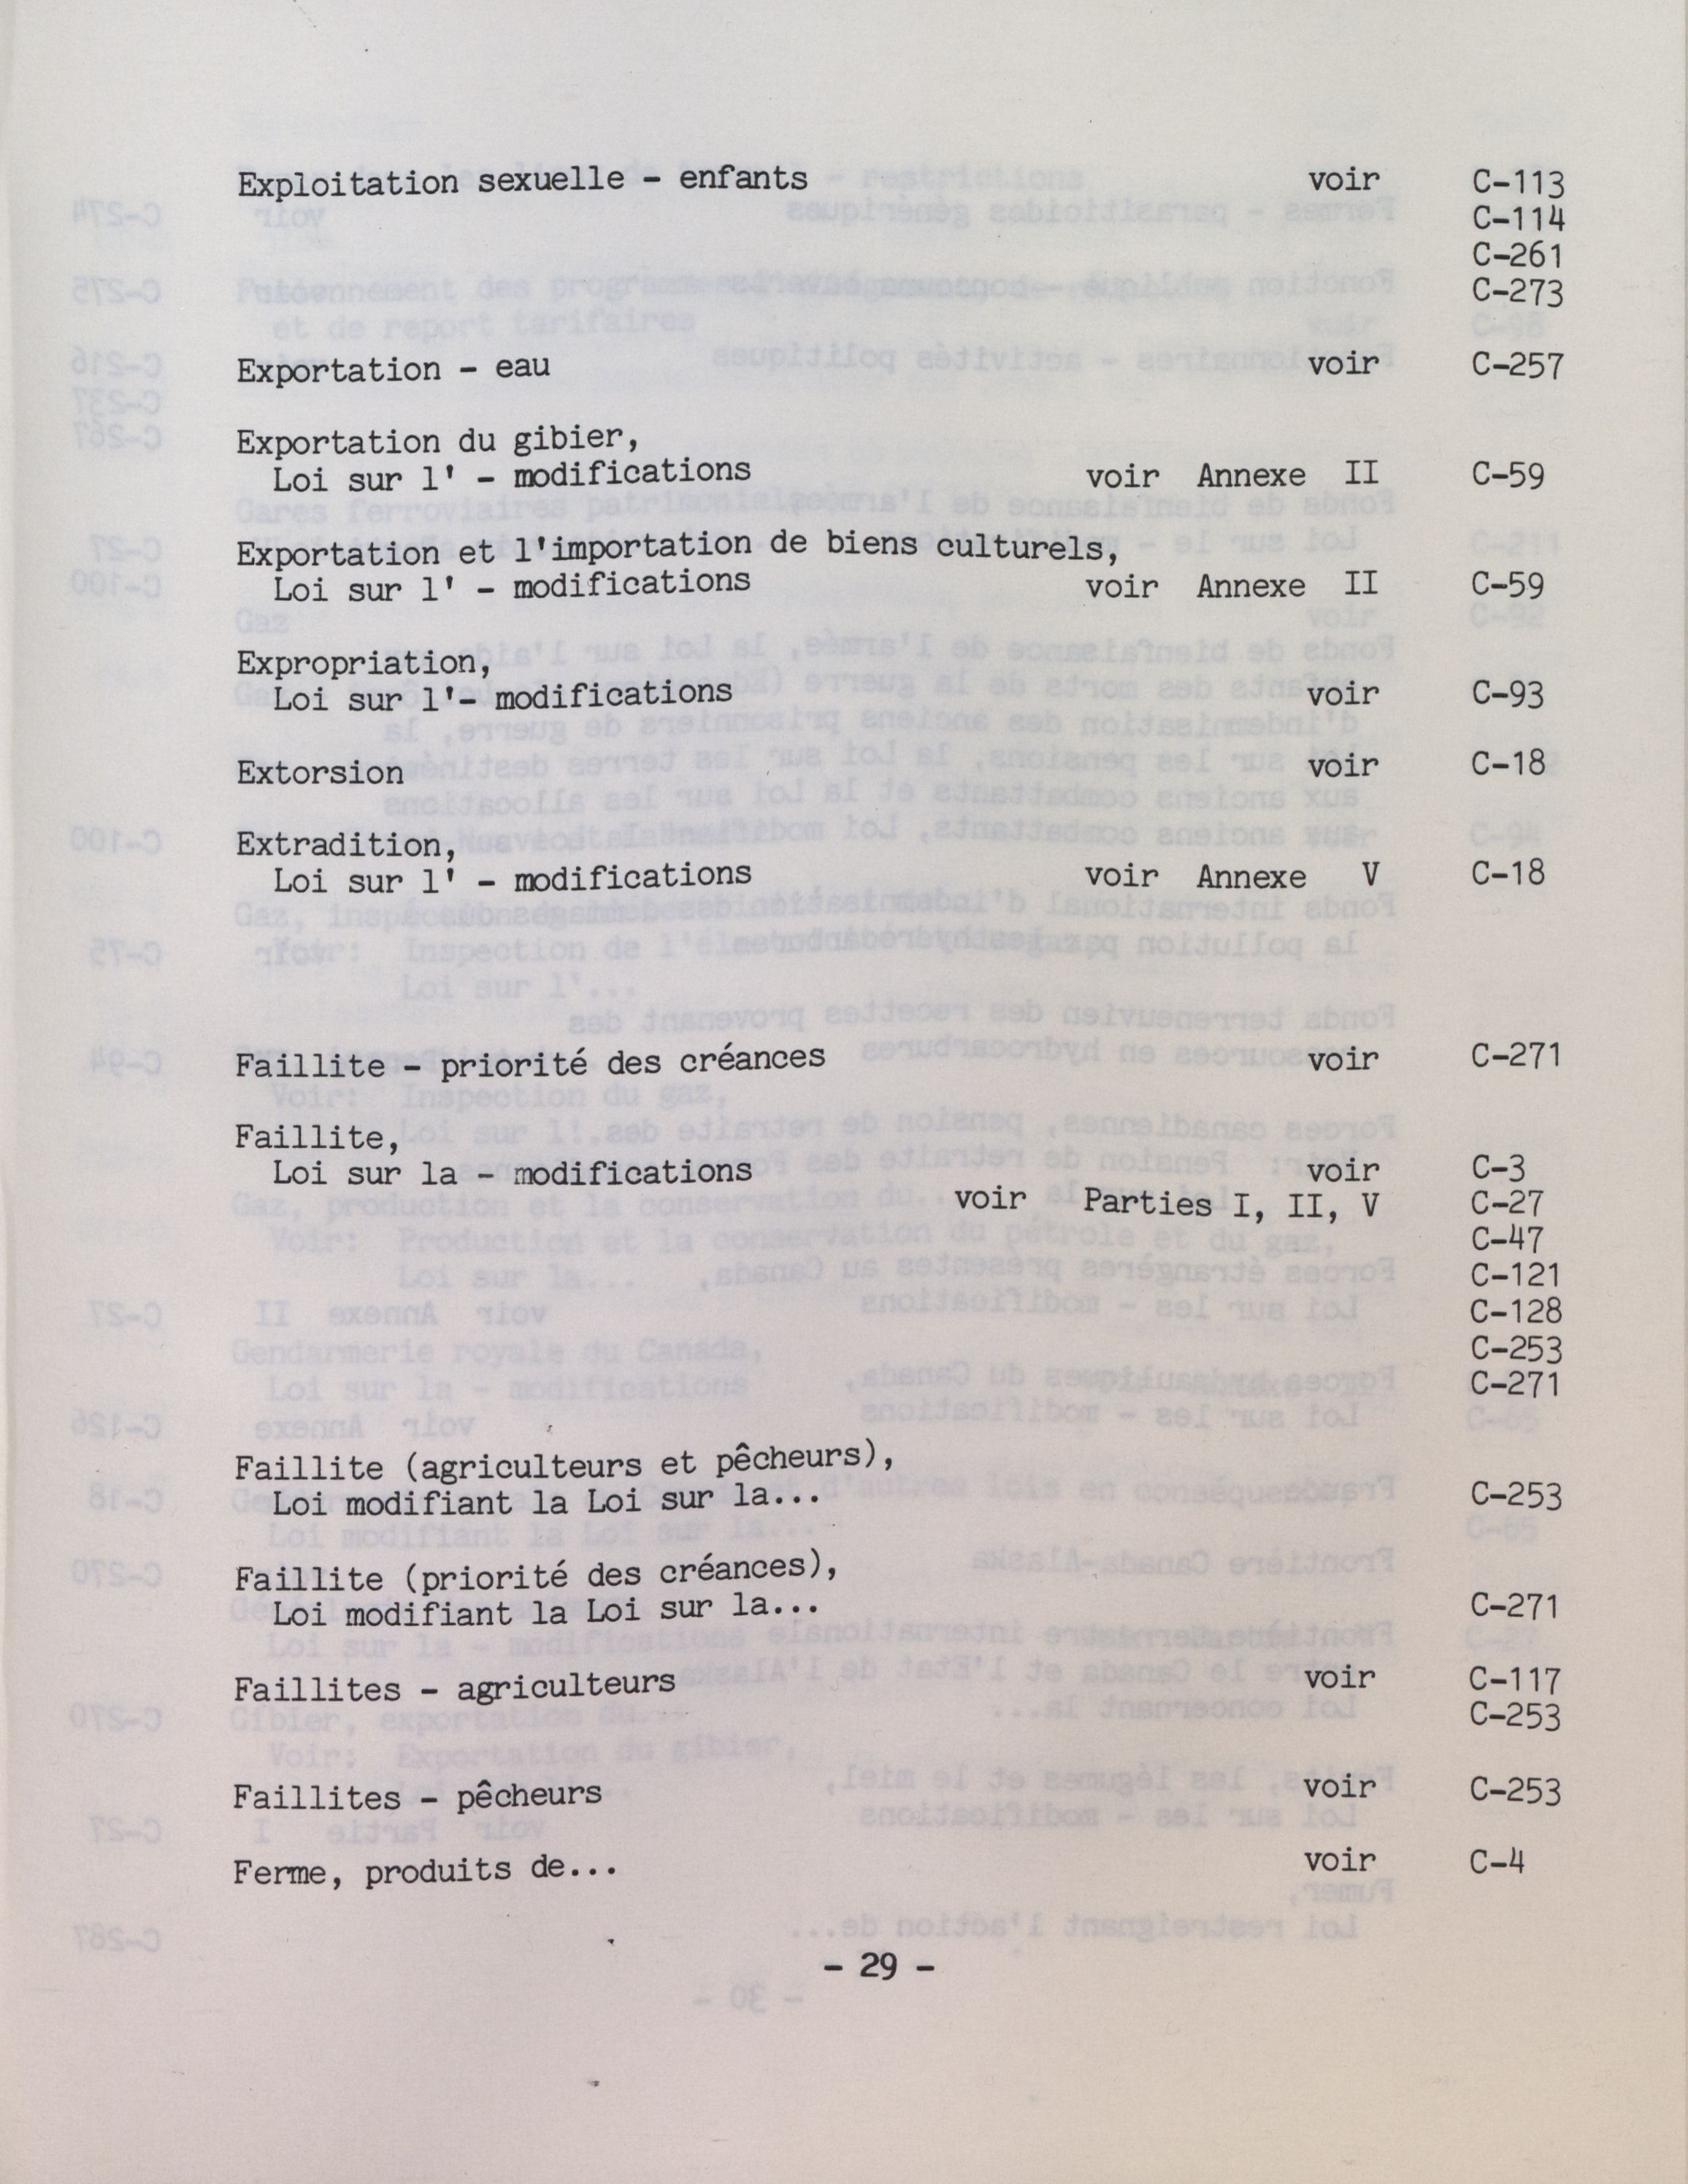 Exploitation sexuelle - enfants voir C-113
C-114
C-261
C-273
Exportation - eau voir C-257
Exportation du gibier,
Loi sur l' - modifications voir Annexe II C-59
Exportation et l'importation de biens culturels,
Loi sur l' - modifications voir Annexe II C-59
Expropriation,
Loi sur l'- modifications voir C-93
Extorsion voir C-18
Extradition,
Loi sur l' - modifications voir Annexe V C-18
Faillite - priorité des créances voir C-271
Faillite,
Loi sur la - modifications voir C-3
voir Parties I, II, V C-27
C-47
C-121
C-128
C-253
C-271
Faillite (agriculteurs et pêcheurs),
Loi modifiant la Loi sur la... C-253
Faillite (priorité des créances),
Loi modifiant la Loi sur la... C-271
Faillites - agriculteurs voir C-117
C-253
Faillites - pêcheurs voir C-253
Ferme, produits de... voir C-4
- 29 -